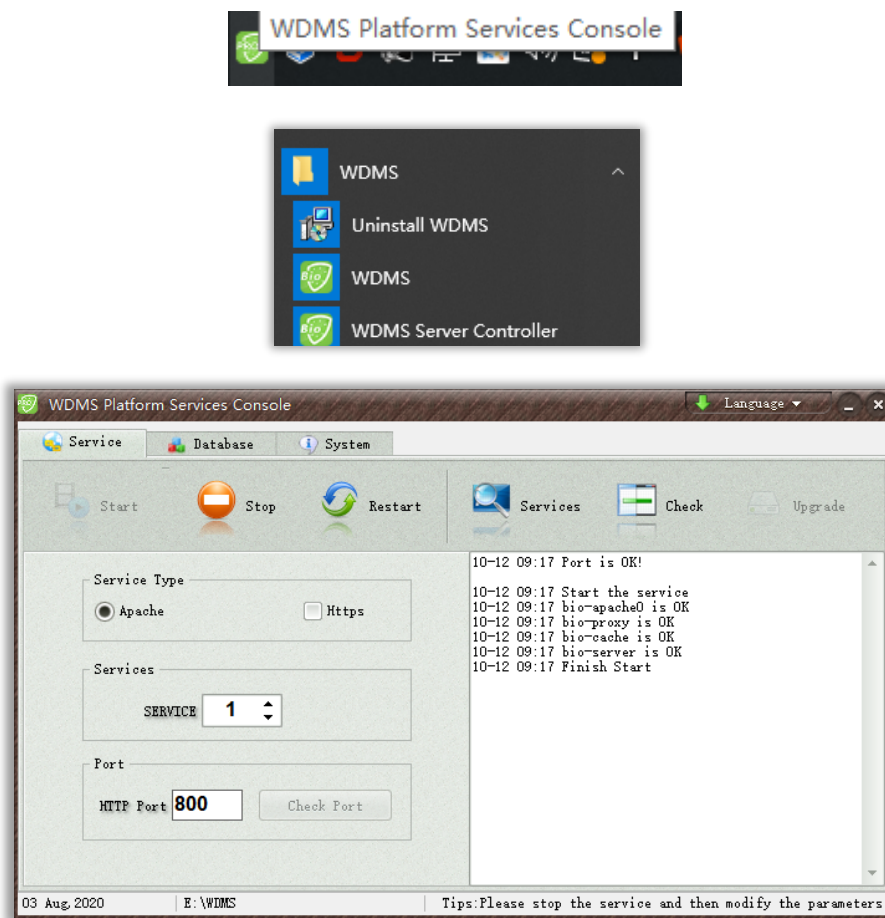 WDMS Platform Services Console
PRO
WDMS
Uninstall WDMS
Bio
WDMS
Bio
WDMS Server Controller
PRO WDMS Platform Services Console Language
Service Database System
Start Stop Restart Services Check Upgrade
Service Type
Apache Https
Services
SERVICE 1
Port
HTTP Port 800 Check Port
10-12 09:17 Port is OK!
10-12 09:17 Start the service
10-12 09:17 bio-apache0 is OK
10-12 09:17 bio-proxy is OK
10-12 09:17 bio-cache is OK
10-12 09:17 bio-server is OK
10-12 09:17 Finish Start
03 Aug,2020 E:\WDMS Tips:Please stop the service and then modify the parameters